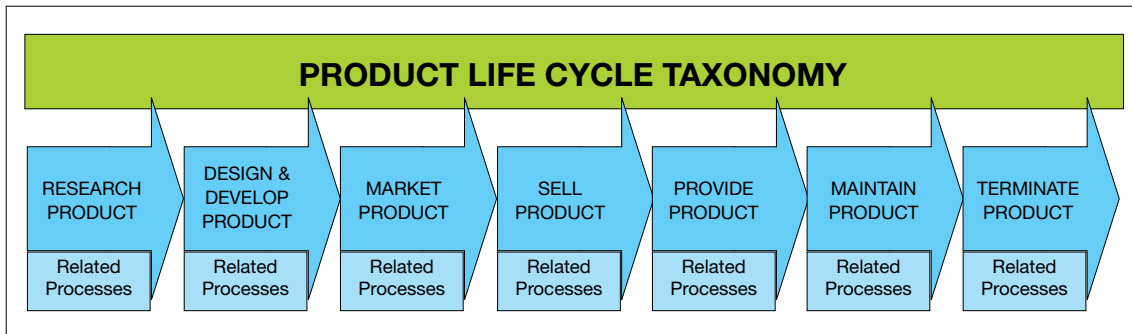 PRODUCT LIFE CYCLE TAXONOMY
RESEARCH
PRODUCT
DESIGN &
DEVELOP
PRODUCT
MARKET
PRODUCT
SELL
PRODUCT
PROVIDE
PRODUCT
MAINTAIN
PRODUCT
TERMINATE
PRODUCT
Related
Processes
Related
Processes
Related
Processes
Related
Processes
Related
Processes
Related
Processes
Related
Processes